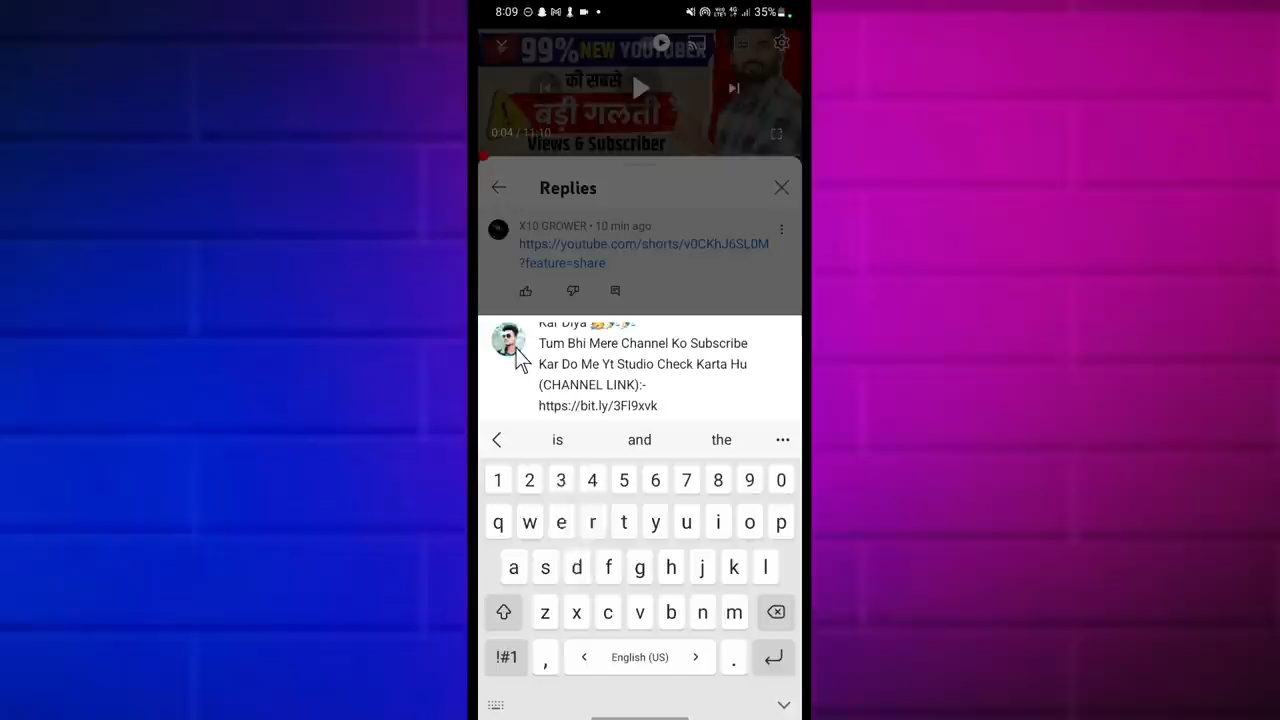 8:09
35%
99% NEW YOUTUBER
की सबसे
बड़ी गलती
Views & Subscriber
0:04 / 11:10
Replies
X10 GROWER • 10 min ago
https://youtube.com/shorts/v0CKhJ6SL0M
?feature=share
Kar Diya
Tum Bhi Mere Channel Ko Subscribe
Kar Do Me Yt Studio Check Karta Hu
(CHANNEL LINK):-
https://bit.ly/3Fl9xvk
is and the
1 2 3 4 5 6 7 8 9 0
q w e r t y u i o p
a s d f g h j k l
z x c v b n m
!#1 , < English (US) > .